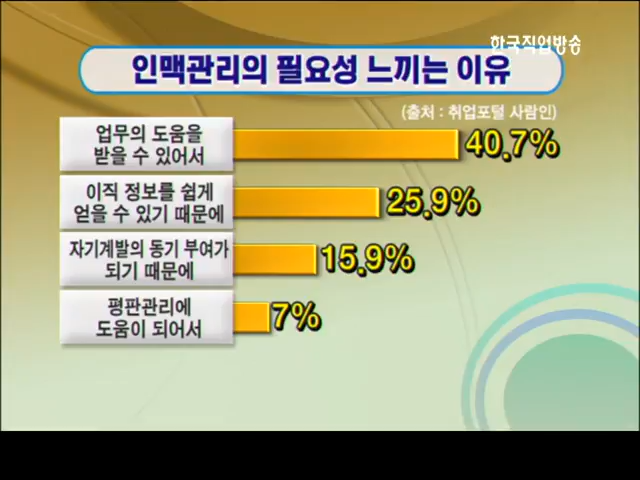 한국직업방송
인맥관리의 필요성 느끼는 이유
(출처 : 취업포털 사람인)
업무의 도움을
받을 수 있어서
40.7%
이직 정보를 쉽게
얻을 수 있기 때문에
25.9%
자기계발의 동기 부여가
되기 때문에
15.9%
평판관리에
도움이 되어서
7%